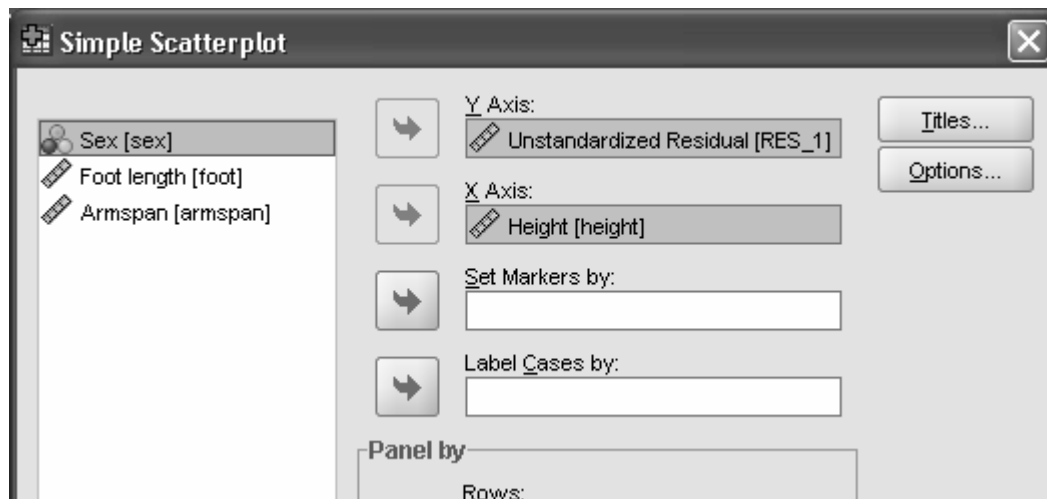 Simple Scatterplot
Sex [sex]
Foot length [foot]
Armspan [armspan]
Y Axis:
Unstandardized Residual [RES_1]
X Axis:
Height [height]
Set Markers by:
Label Cases by:
Panel by
Rows:
Titles...
Options...